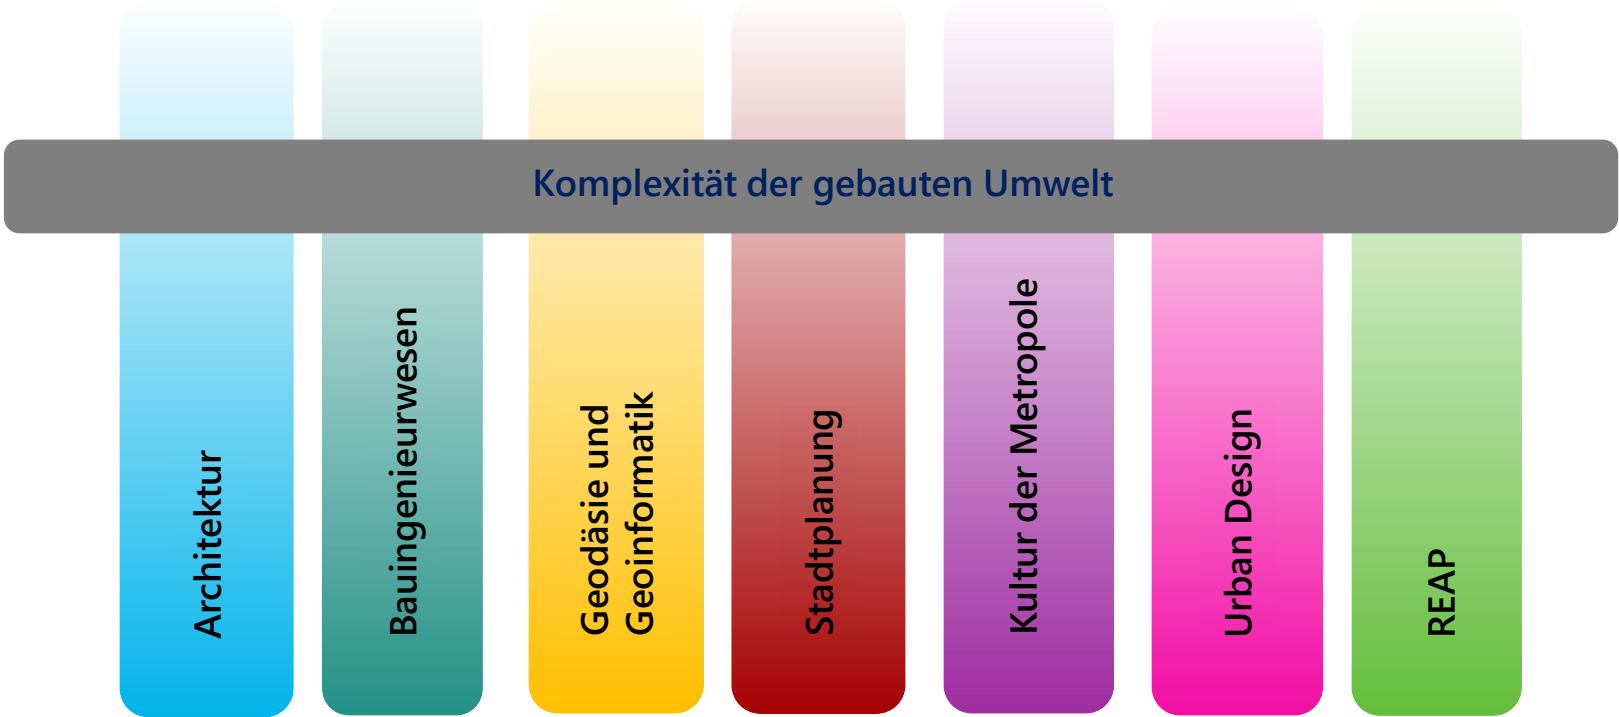 Komplexität der gebauten Umwelt
Architektur
Bauingenieurwesen
Geodäsie und
Geoinformatik
Stadtplanung
Kultur der Metropole
Urban Design
REAP